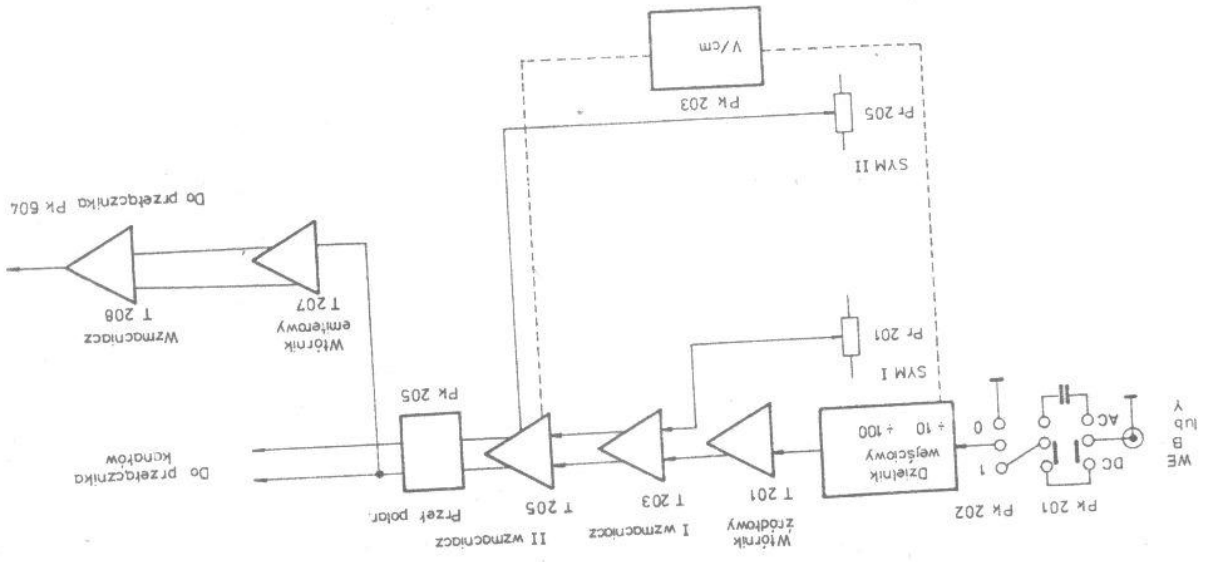 WE
B
lub
Y
DC
AC
Pk 201
Pk 202
1
0
Dzielnik
wejściowy
÷ 10 ÷ 100
Wtórnik
źródłowy
T 201
I wzmacniacz
T 203
II wzmacniacz
T 205
Przeł polar.
Pk 205
Do przełącznika
kanałów
SYM I
Pr 201
SYM II
Pr 205
Pk 203
V/cm
Wtórnik
emiterowy
T 207
Wzmacniacz
T 208
Do przełącznika Pk 604